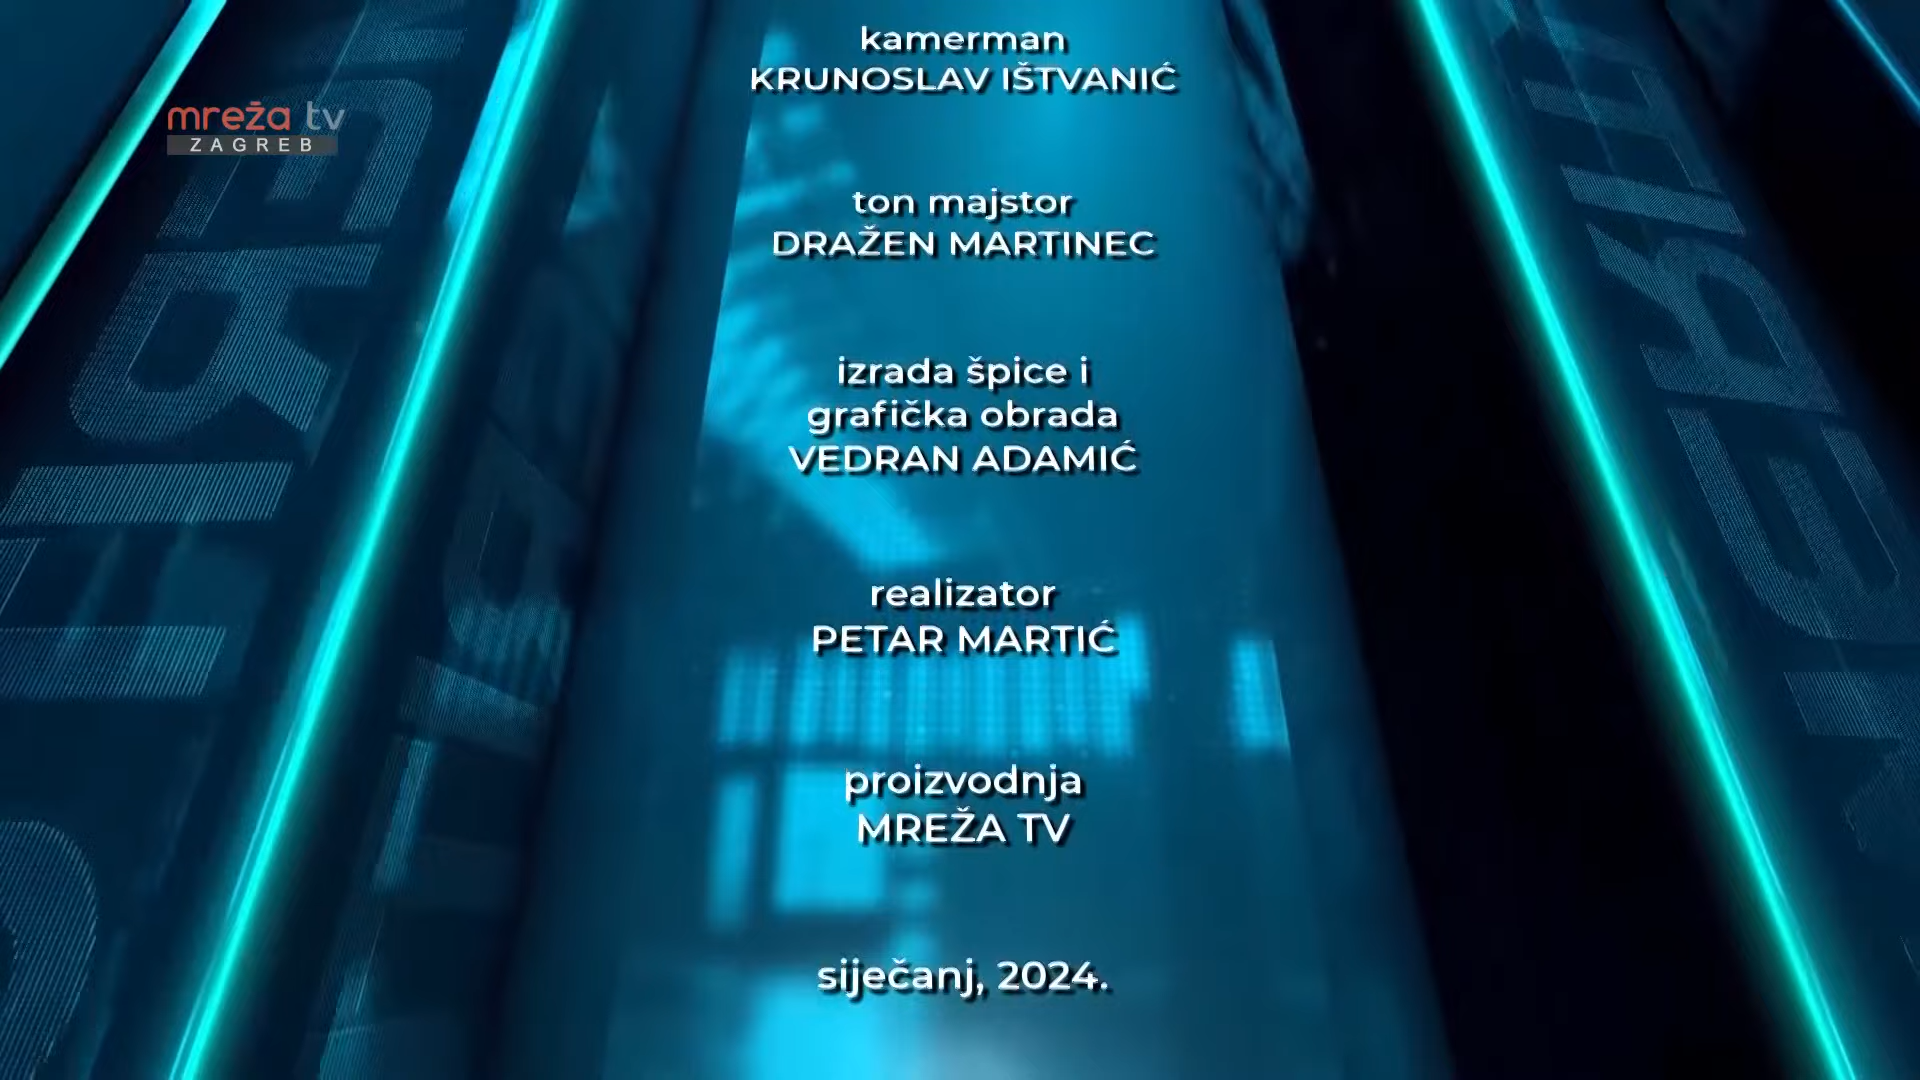 kamerman
KRUNOSLAV IŠTVANIĆ
mreža tv
ZAGREB
ton majstor
DRAŽEN MARTINEC
izrada špice i
grafička obrada
VEDRAN ADAMIĆ
realizator
PETAR MARTIĆ
proizvodnja
MREŽA TV
siječanj, 2024.